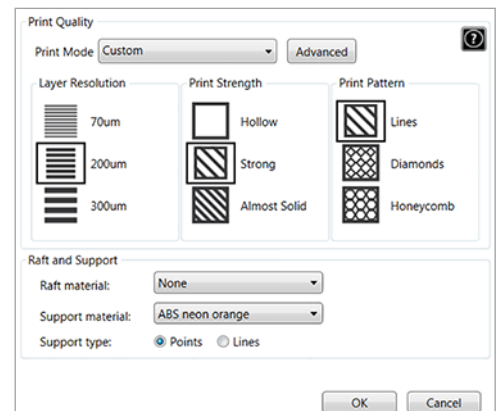 Print Quality
?
Print Mode Custom Advanced
Layer Resolution Print Strength Print Pattern
70um Hollow Lines
200um Strong Diamonds
300um Almost Solid Honeycomb
Raft and Support
Raft material: None
Support material: ABS neon orange
Support type: Points Lines
OK Cancel